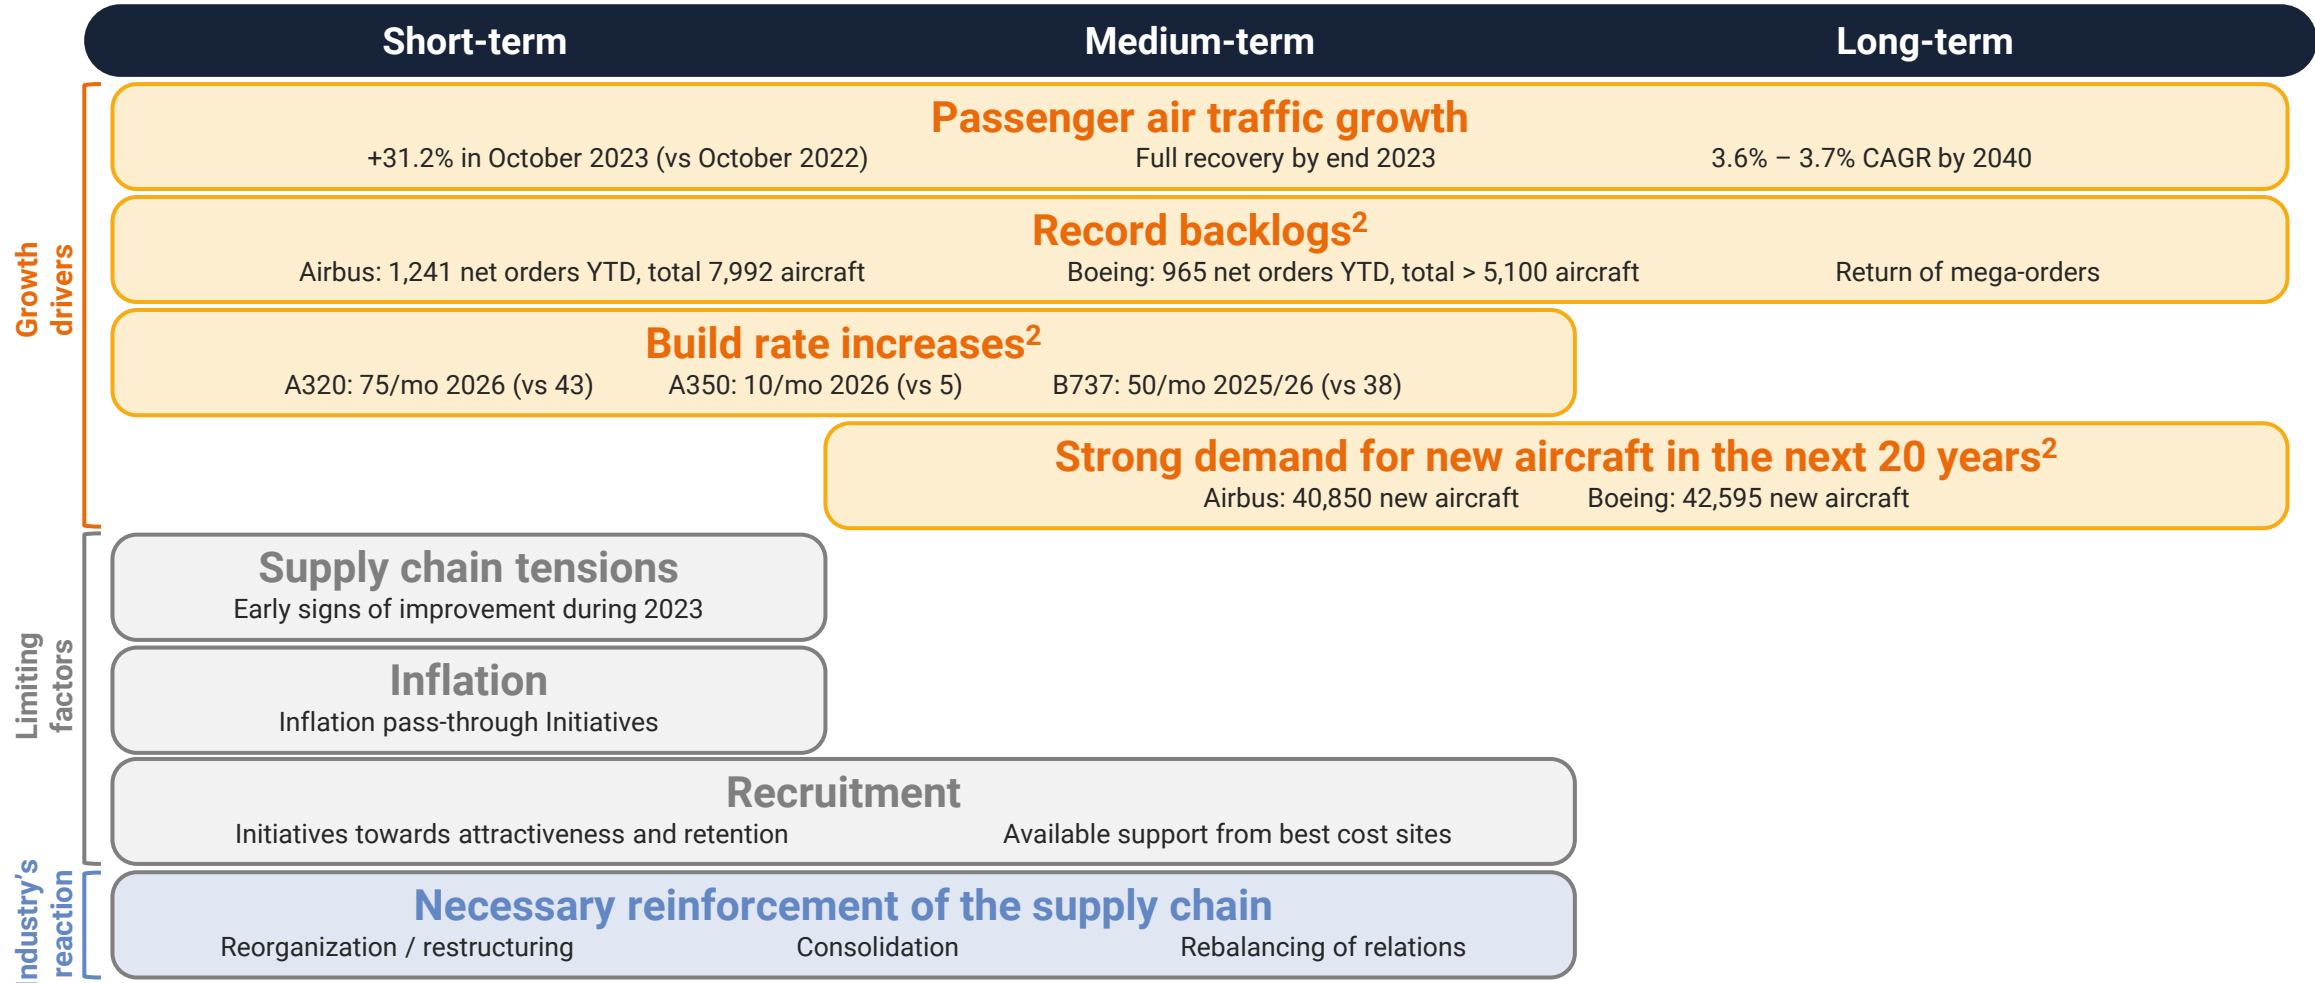 Short-term Medium-term Long-term
Growth
drivers
Passenger air traffic growth
+31.2% in October 2023 (vs October 2022) Full recovery by end 2023 3.6% – 3.7% CAGR by 2040
Record backlogs2
Airbus: 1,241 net orders YTD, total 7,992 aircraft Boeing: 965 net orders YTD, total > 5,100 aircraft Return of mega-orders
Build rate increases2
A320: 75/mo 2026 (vs 43) A350: 10/mo 2026 (vs 5) B737: 50/mo 2025/26 (vs 38)
Strong demand for new aircraft in the next 20 years2
Airbus: 40,850 new aircraft Boeing: 42,595 new aircraft
Limiting
factors
Supply chain tensions
Early signs of improvement during 2023
Inflation
Inflation pass-through Initiatives
Recruitment
Initiatives towards attractiveness and retention Available support from best cost sites
Industry's
reaction
Necessary reinforcement of the supply chain
Reorganization / restructuring Consolidation Rebalancing of relations